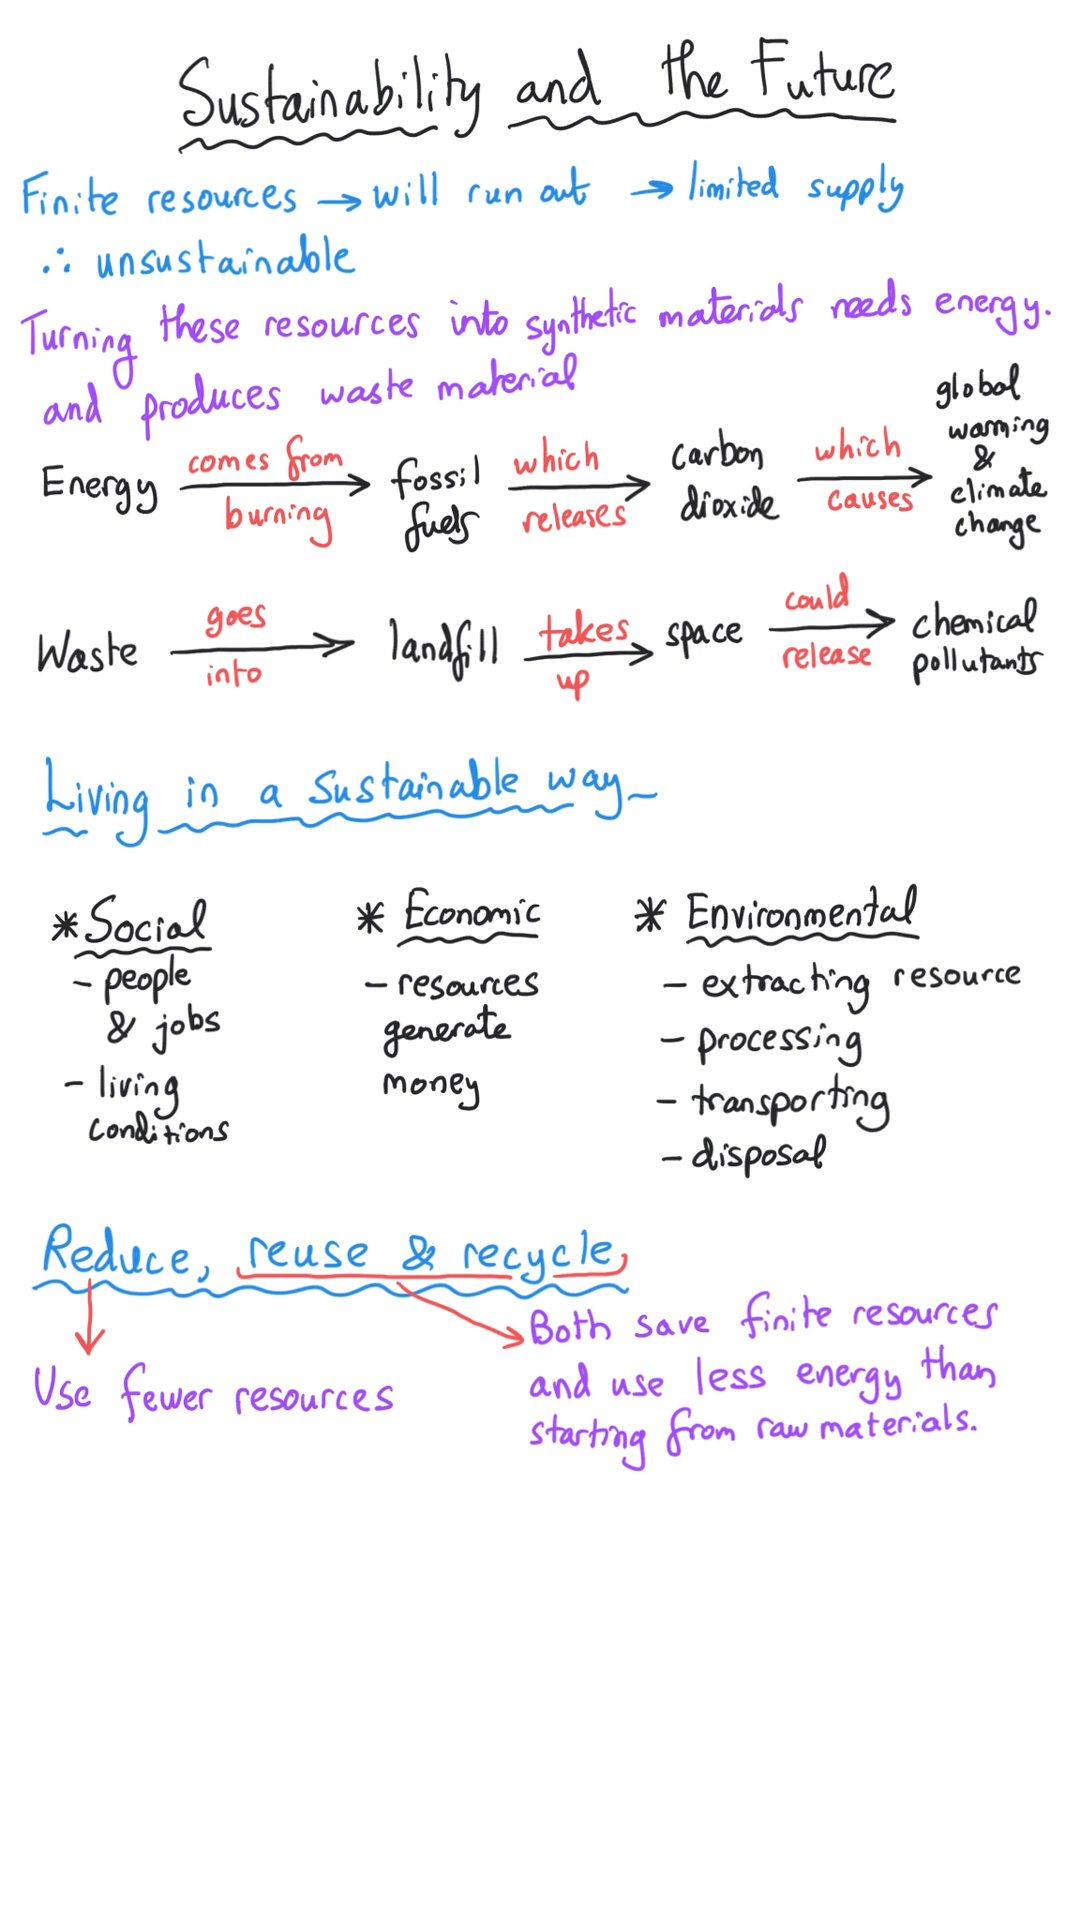 Sustainability and the Future
Finite resources → will run out → limited supply
∴ unsustainable
Turning these resources into synthetic materials needs energy.
and produces waste material
Energy comes from burning → fossil fuels which releases → carbon dioxide which causes → global warming & climate change
Waste goes into → landfill takes up → space could release → chemical pollutants
Living in a sustainable way
* Social
- people
& jobs
- living
conditions
* Economic
- resources
generate
money
* Environmental
- extracting resource
- processing
- transporting
- disposal
Reduce, reuse & recycle
Use fewer resources
Both save finite resources
and use less energy than
starting from raw materials.